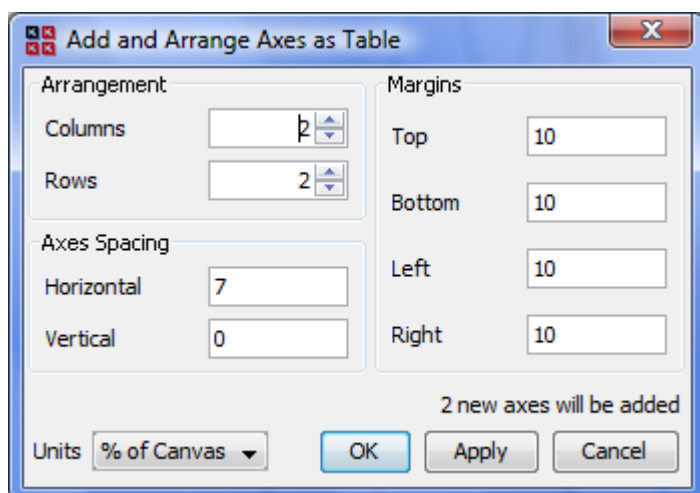 Add and Arrange Axes as Table
Arrangement
Columns 2
Rows 2
Axes Spacing
Horizontal 7
Vertical 0
Margins
Top 10
Bottom 10
Left 10
Right 10
2 new axes will be added
Units % of Canvas OK Apply Cancel